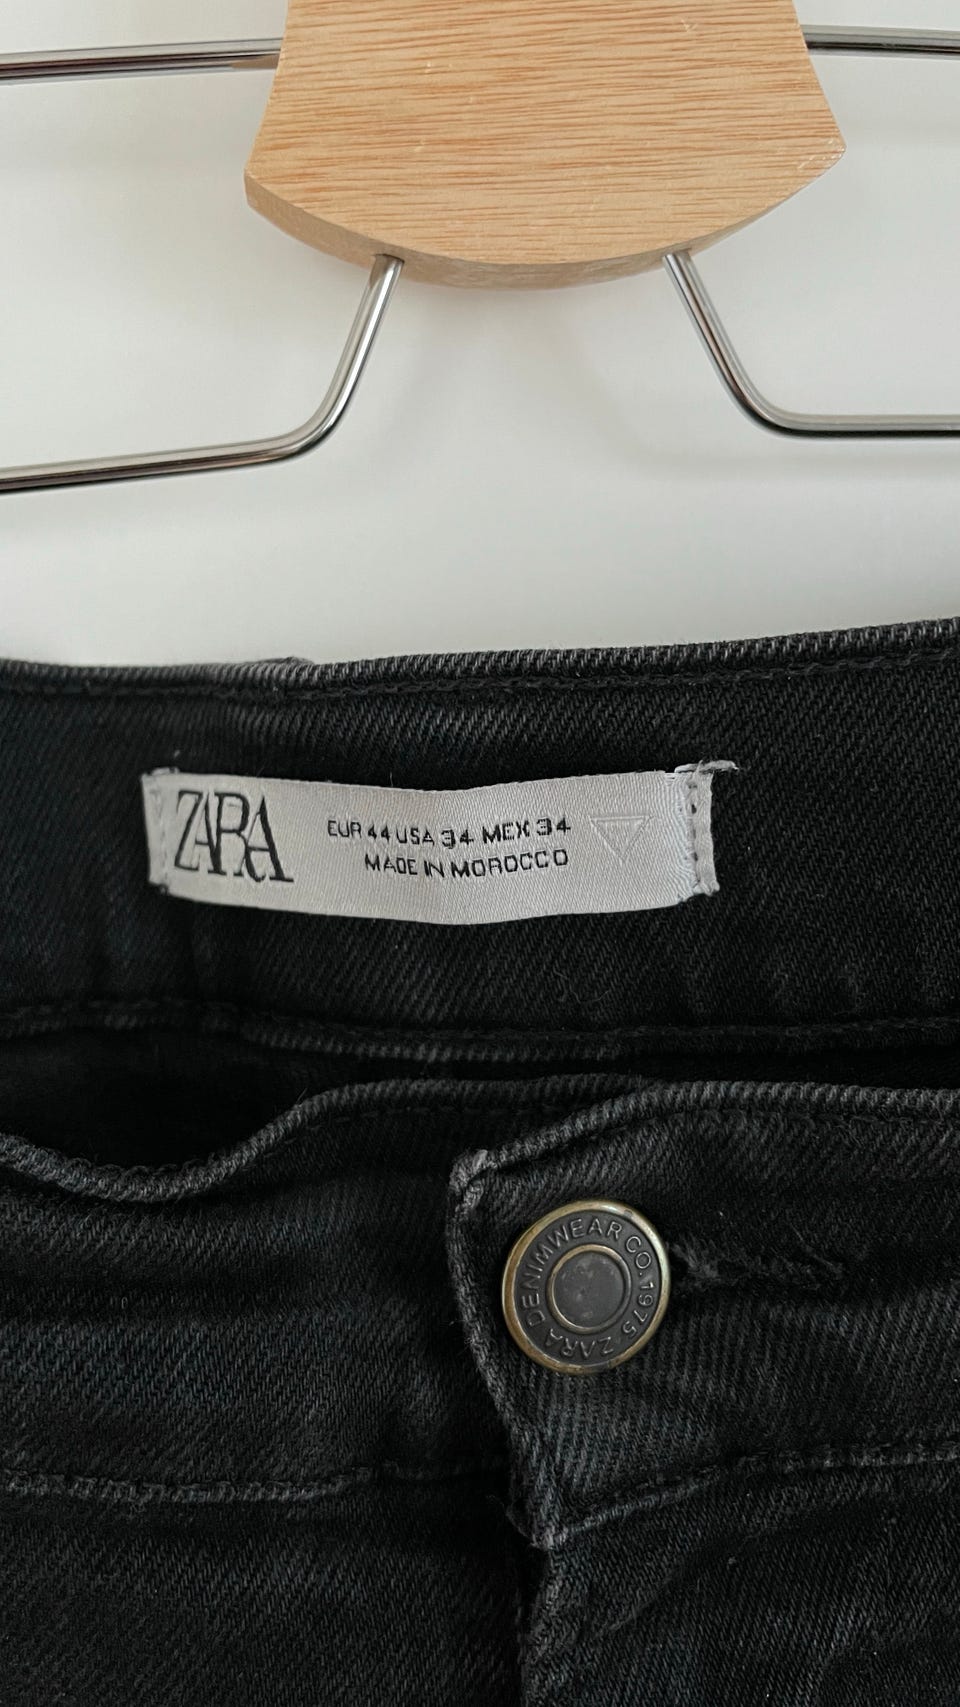 ZARA
EUR 44 USA 34 MEX 34
MADE IN MOROCCO
ZARA DENIMWEAR CO. 1975